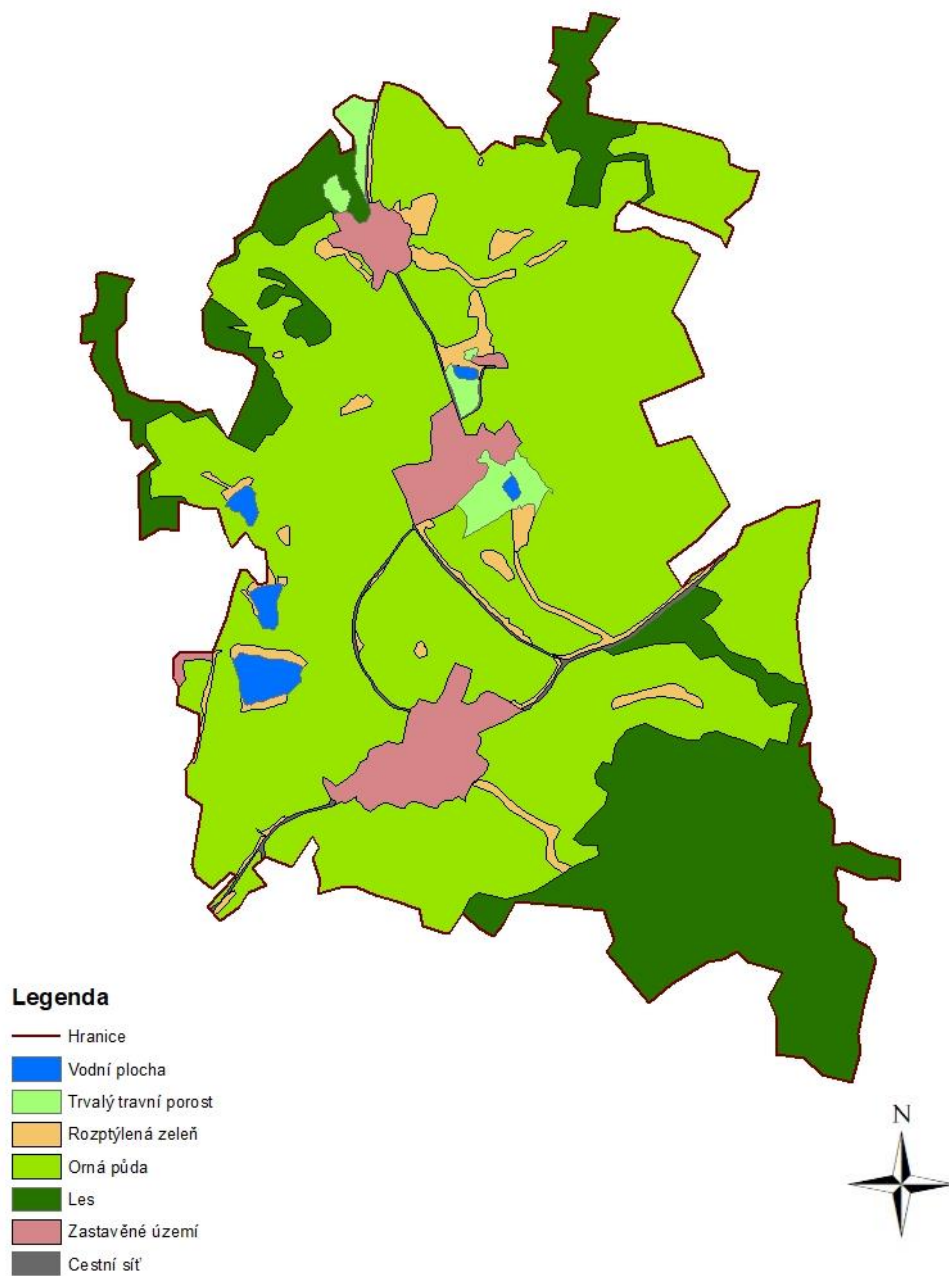 Legenda
Hranice
Vodní plocha
Trvalý travní porost
Rozptýlená zeleň
Orná půda
Les
Zastavěné území
Cestní síť
N